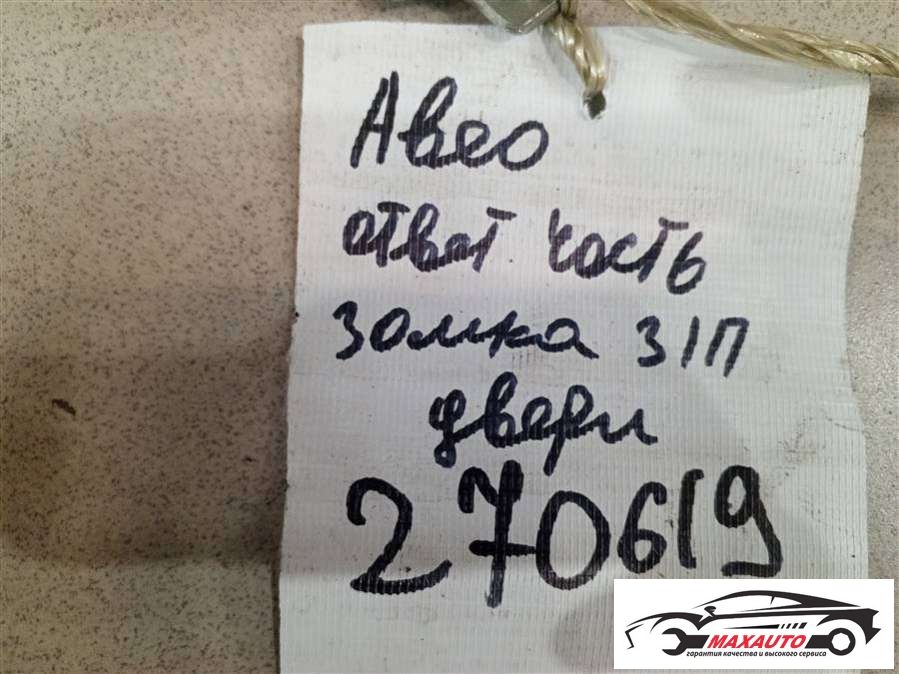 Авео
ответ часть
замка З/П
двери
270619
MAXAUTO
гарантия качества и высокого сервиса